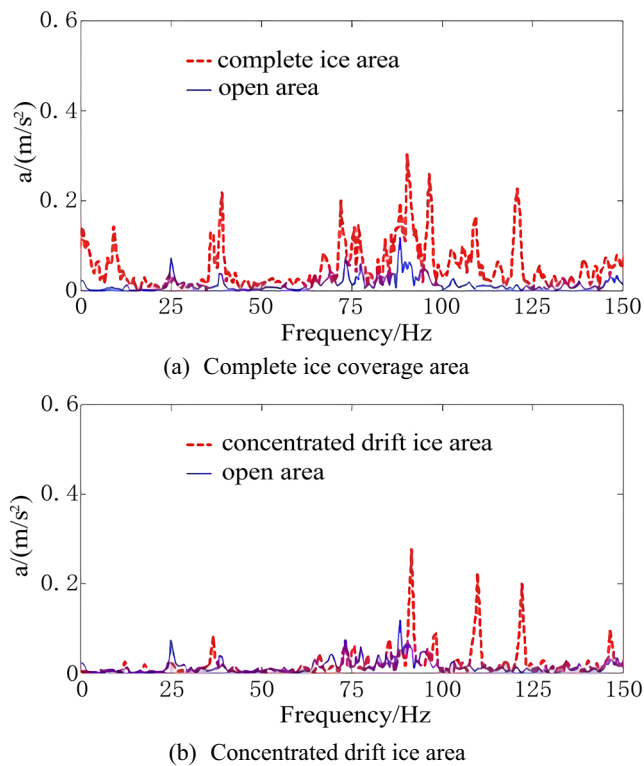 0.6
complete ice area
open area
0.4
a/(m/s²)
0.2
0
0 25 50 75 100 125 150
Frequency/Hz
(a) Complete ice coverage area
0.6
concentrated drift ice area
open area
0.4
a/(m/s²)
0.2
0
0 25 50 75 100 125 150
Frequency/Hz
(b) Concentrated drift ice area